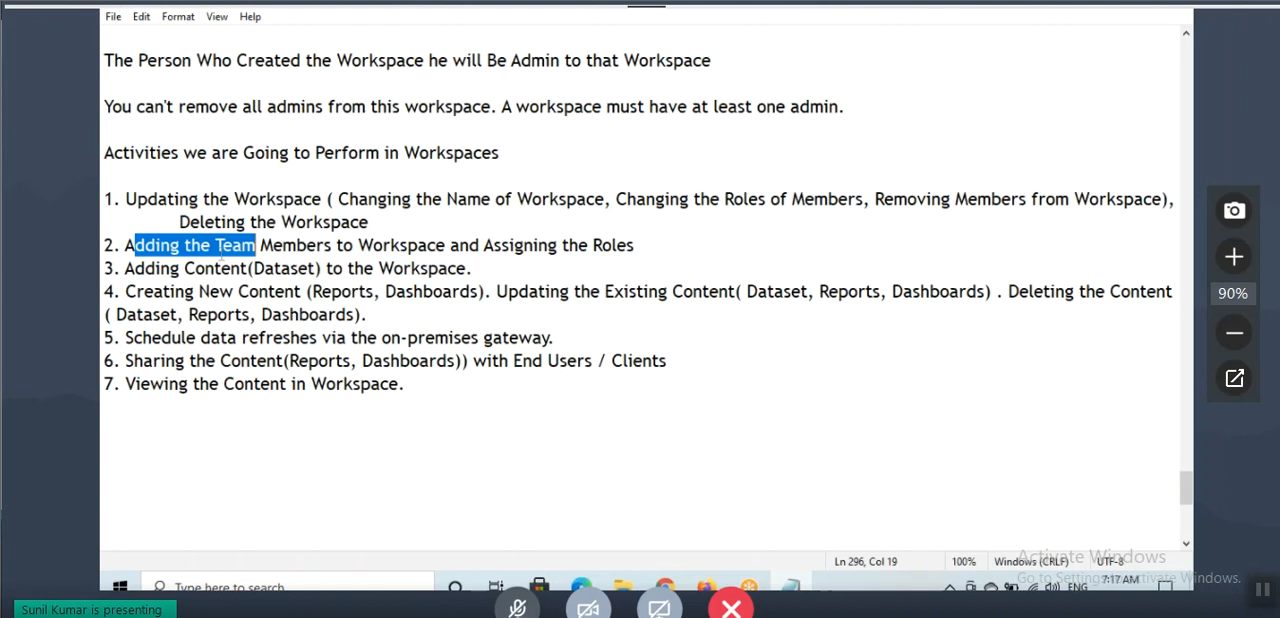 File Edit Format View Help
The Person Who Created the Workspace he will Be Admin to that Workspace
You can't remove all admins from this workspace. A workspace must have at least one admin.
Activities we are Going to Perform in Workspaces
1. Updating the Workspace ( Changing the Name of Workspace, Changing the Roles of Members, Removing Members from Workspace),
Deleting the Workspace
2. Adding the Team Members to Workspace and Assigning the Roles
3. Adding Content(Dataset) to the Workspace.
4. Creating New Content (Reports, Dashboards). Updating the Existing Content( Dataset, Reports, Dashboards) . Deleting the Content
( Dataset, Reports, Dashboards).
5. Schedule data refreshes via the on-premises gateway.
6. Sharing the Content(Reports, Dashboards)) with End Users / Clients
7. Viewing the Content in Workspace.
90%
Ln 296, Col 19 100% Windows (CRLF) UTF-8
Activate Windows
Go to Settings to activate Windows.
Type here to search
ENG 7:17 AM
Sunil Kumar is presenting